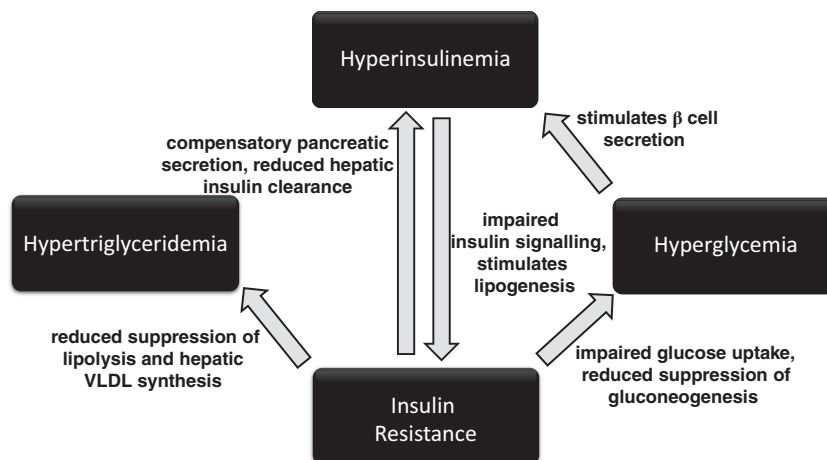 Hyperinsulinemia
stimulates β cell
secretion
compensatory pancreatic
secretion, reduced hepatic
insulin clearance
impaired
insulin signalling,
stimulates
lipogenesis
Hypertriglyceridemia
Hyperglycemia
reduced suppression of
lipolysis and hepatic
VLDL synthesis
impaired glucose uptake,
reduced suppression of
gluconeogenesis
Insulin
Resistance